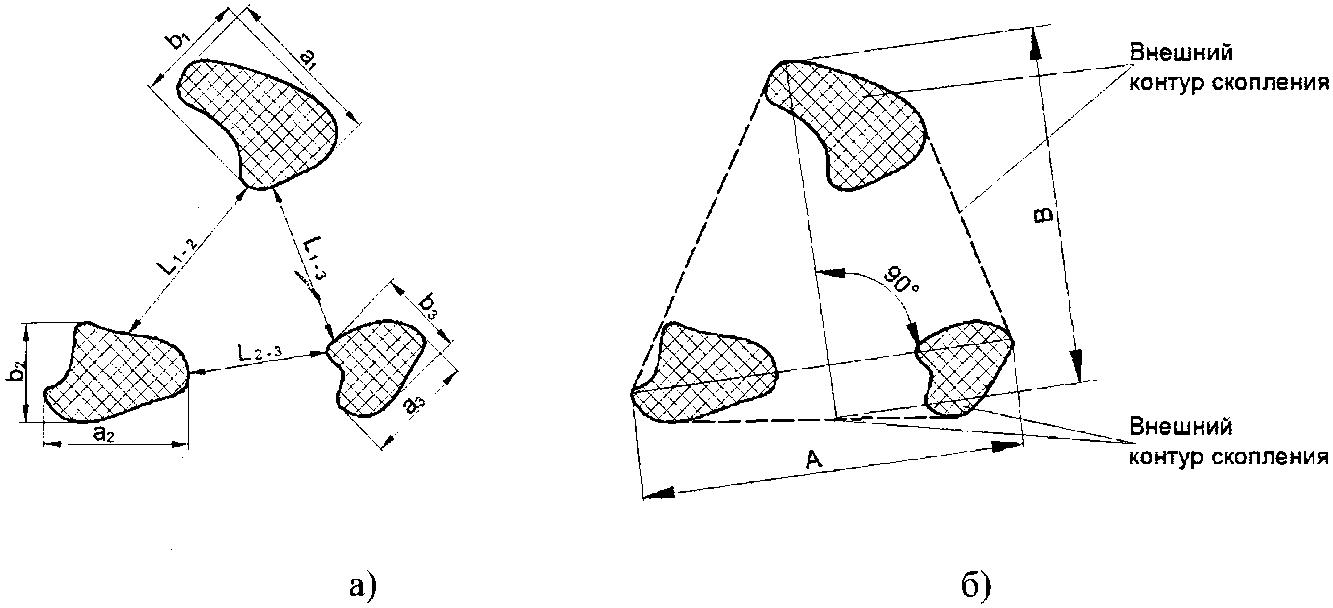 b₁
a₁
L₁₋₂
L₁₋₃
b₂
a₂
L₂₋₃
b₃
a₃
а)
Внешний
контур скопления
B
90°
A
Внешний
контур скопления
б)